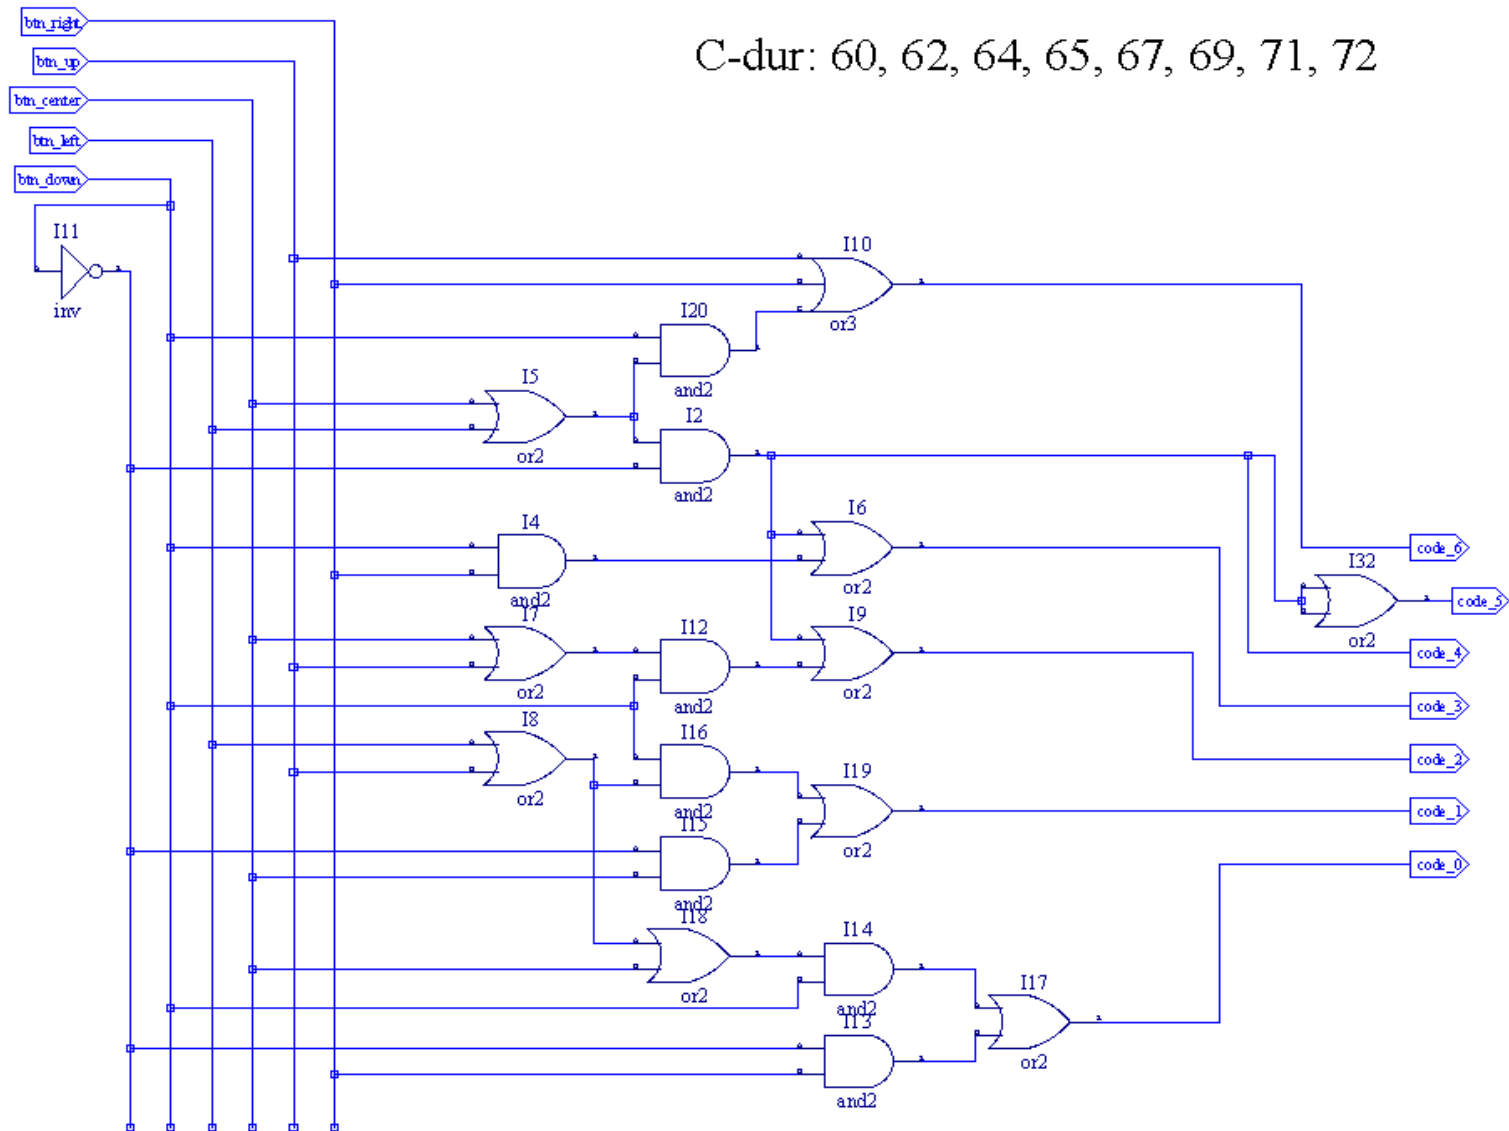 btn_right
C-dur: 60, 62, 64, 65, 67, 69, 71, 72
btn_up
btn_center
btn_left
btn_down
I11
inv
I10
or3
I20
and2
I5
or2
I2
and2
I4
and2
I6
or2
code_6
I32
or2
code_5
I7
or2
I12
and2
I9
or2
code_4
code_3
I8
or2
I16
and2
code_2
I19
or2
code_1
I15
and2
code_0
I18
or2
I14
and2
I17
or2
I13
and2